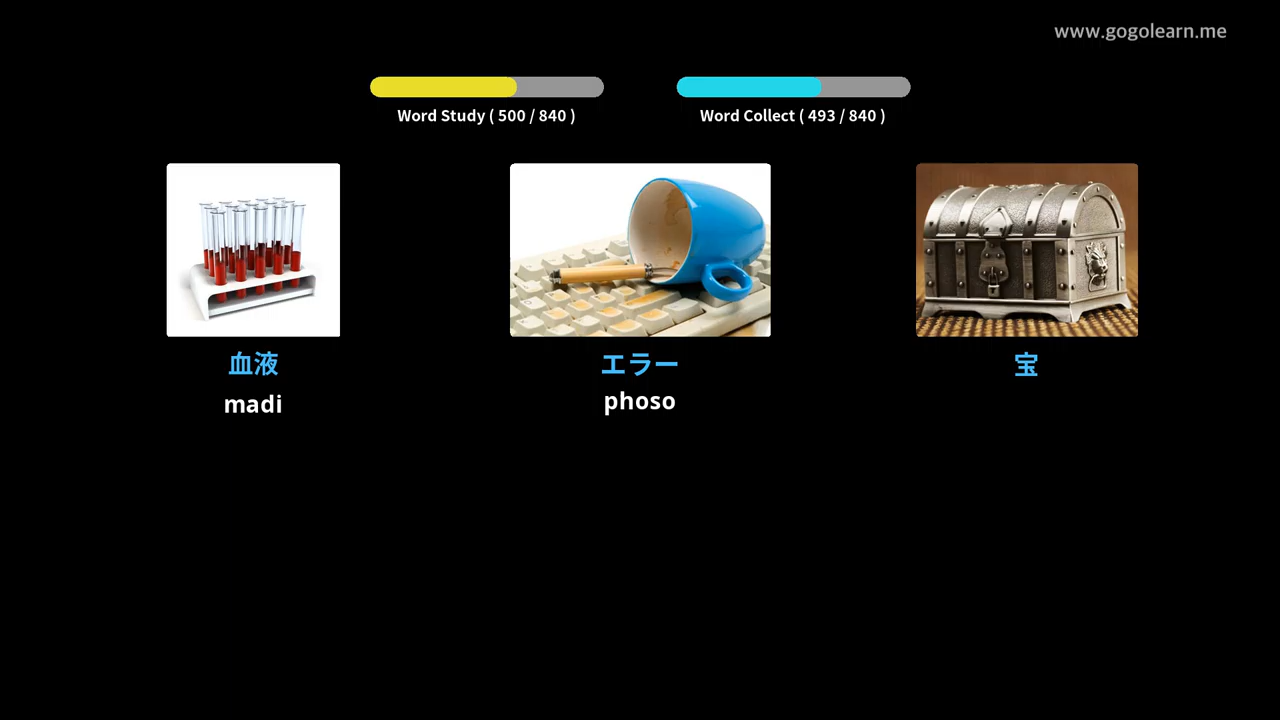 www.gogolearn.me
Word Study ( 500 / 840 )
Word Collect ( 493 / 840 )
血液
エラー
宝
madi
phoso